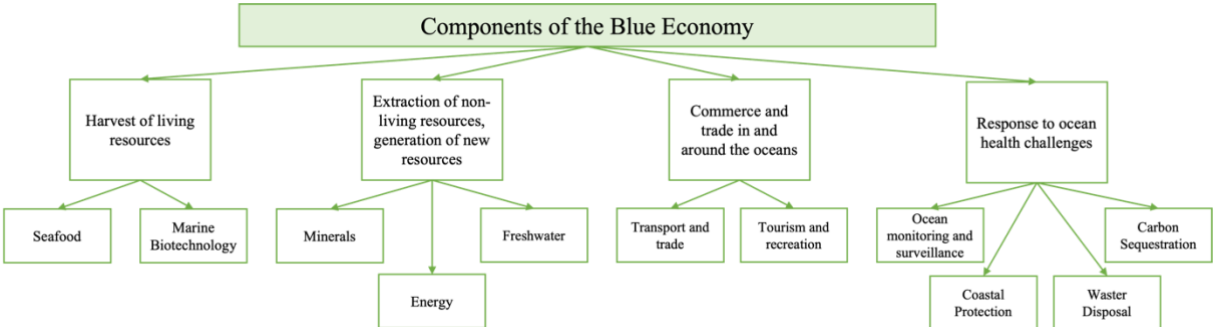 Components of the Blue Economy
Harvest of living
resources
Extraction of non-
living resources,
generation of new
resources
Commerce and
trade in and
around the oceans
Response to ocean
health challenges
Seafood
Marine
Biotechnology
Minerals
Energy
Freshwater
Transport and
trade
Tourism and
recreation
Ocean
monitoring and
surveillance
Coastal
Protection
Waster
Disposal
Carbon
Sequestration